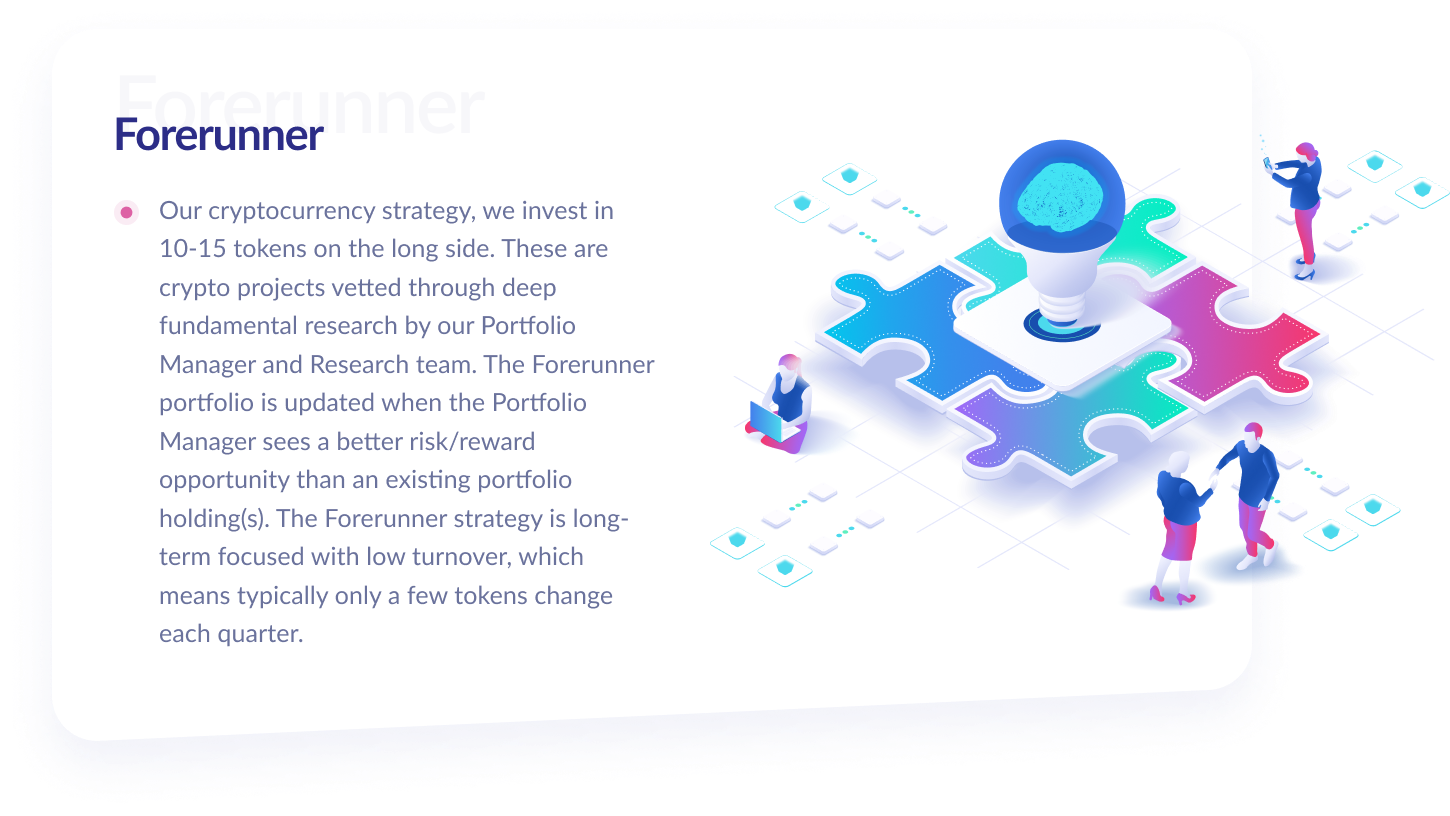 Forerunner
Forerunner
Our cryptocurrency strategy, we invest in
10-15 tokens on the long side. These are
crypto projects vetted through deep
fundamental research by our Portfolio
Manager and Research team. The Forerunner
portfolio is updated when the Portfolio
Manager sees a better risk/reward
opportunity than an existing portfolio
holding(s). The Forerunner strategy is long-
term focused with low turnover, which
means typically only a few tokens change
each quarter.